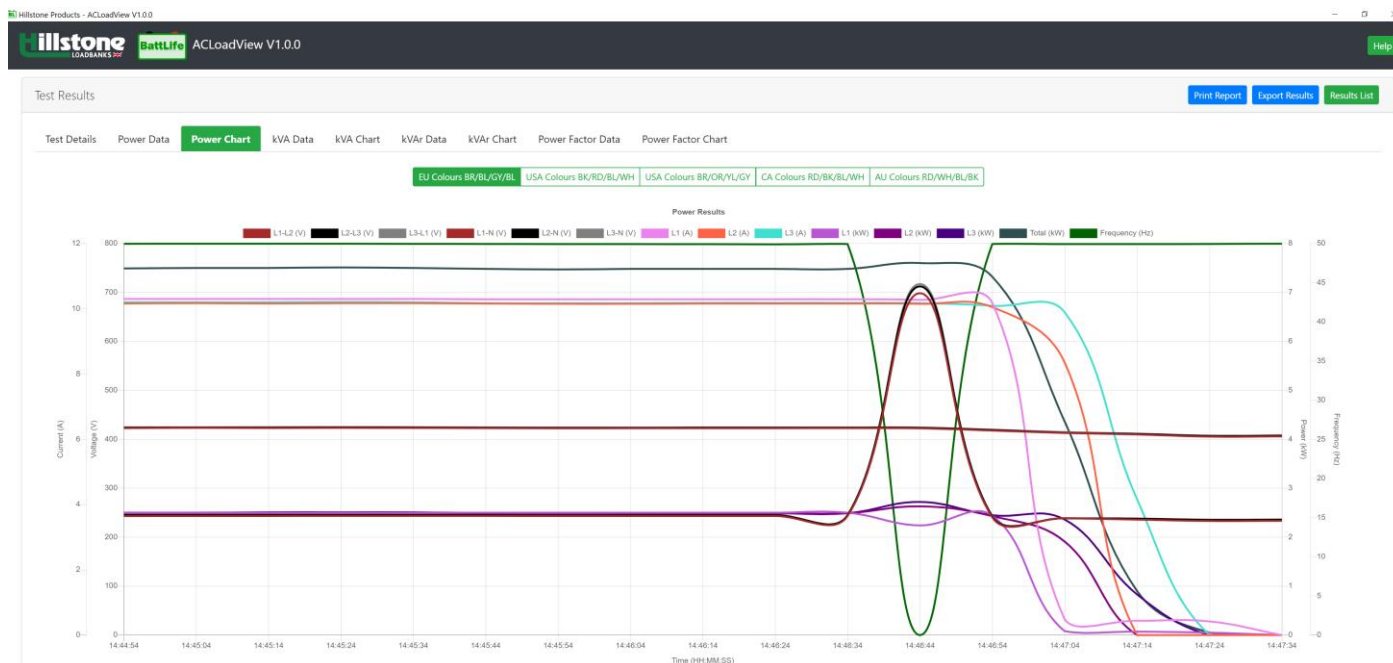 Hillstone Products - ACLoadView V1.0.0
Hillstone
LOADBANKS
BattLife
ACLoadView V1.0.0
Help
Test Results
Print Report Export Results Results List
Test Details Power Data Power Chart kVA Data kVA Chart kVAr Data kVAr Chart Power Factor Data Power Factor Chart
EU Colours BR/BL/GY/BL USA Colours BK/RD/BL/WH USA Colours BR/OR/YL/GY CA Colours RD/BK/BL/WH AU Colours RD/WH/BL/BK
Power Results
L1-L2 (V) L2-L3 (V) L3-L1 (V) L1-N (V) L2-N (V) L3-N (V) L1 (A) L2 (A) L3 (A) L1 (kW) L2 (kW) L3 (kW) Total (kW) Frequency (Hz)
Current (A)
12
10
8
6
4
2
0
Voltage (V)
800
700
600
500
400
300
200
100
0
Power (kW)
8
7
6
5
4
3
2
1
0
Frequency (Hz)
50
45
40
35
30
25
20
15
10
5
0
14:44:54 14:45:04 14:45:14 14:45:24 14:45:34 14:45:44 14:45:54 14:46:04 14:46:14 14:46:24 14:46:34 14:46:44 14:46:54 14:47:04 14:47:14 14:47:24 14:47:34
Time (HH:MM:SS)